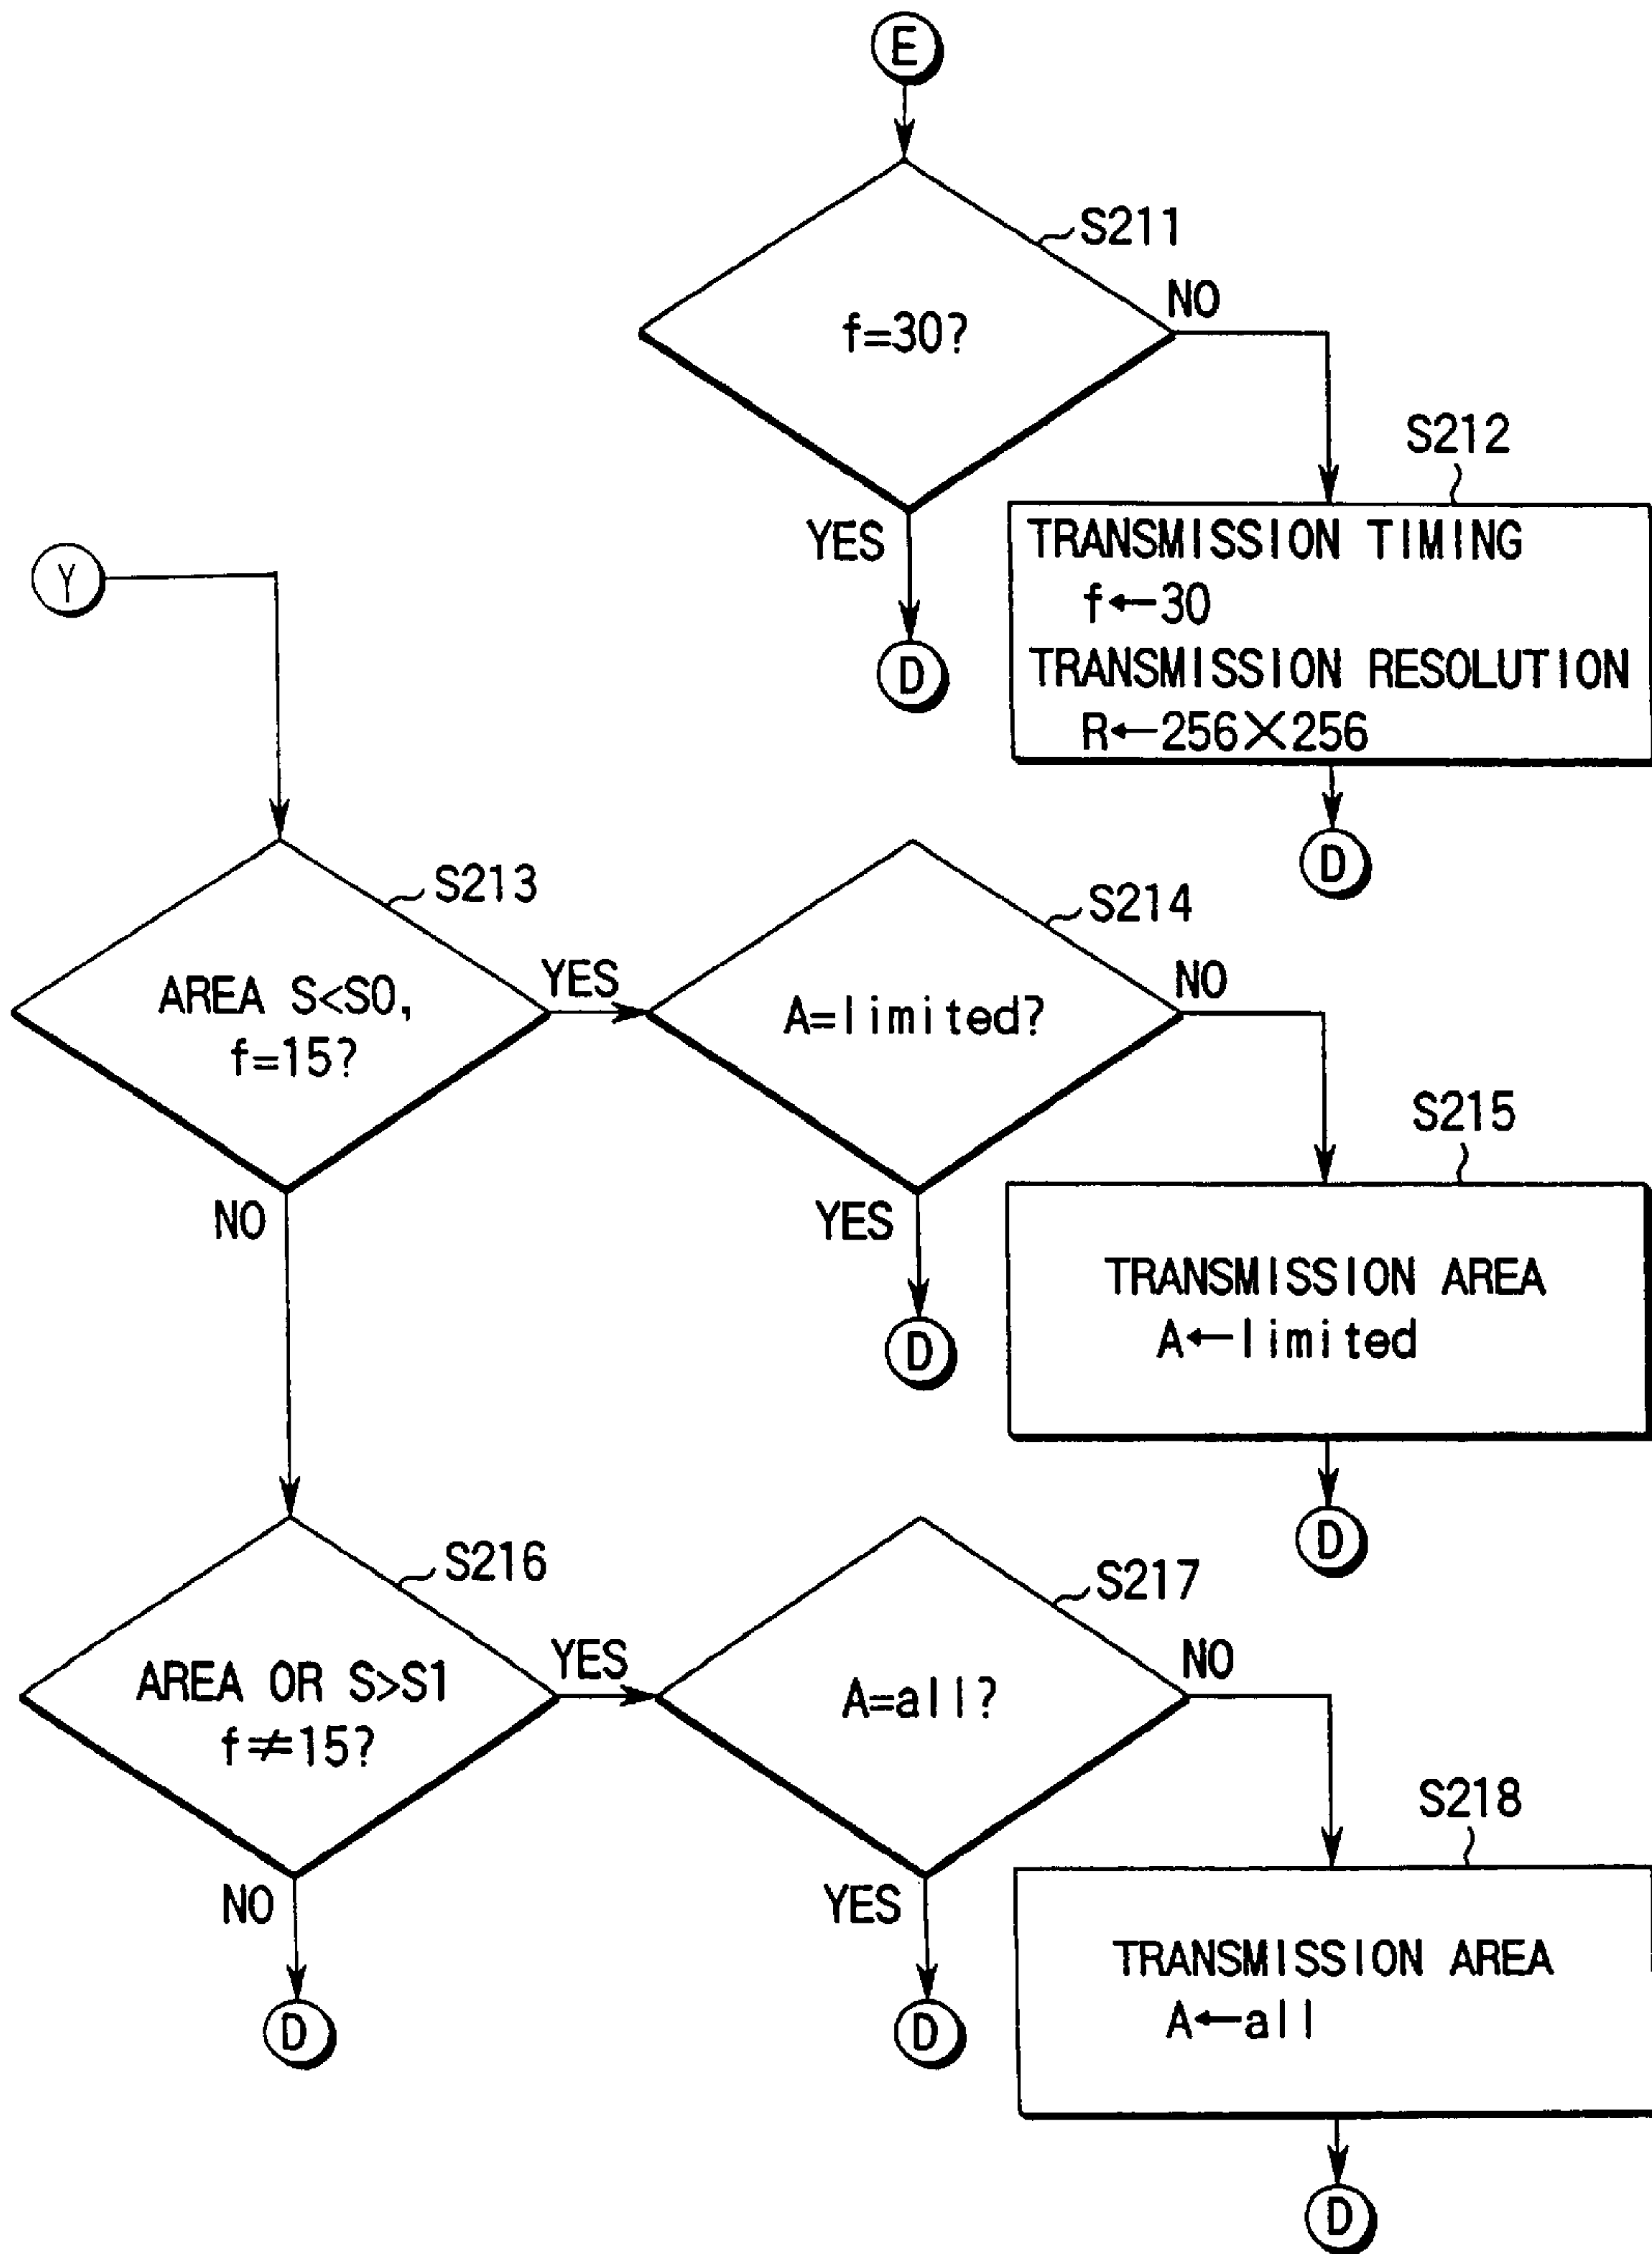 E
S211
f=30?
NO
YES
D
S212
TRANSMISSION TIMING
f←30
TRANSMISSION RESOLUTION
R←256×256
D
Y
S213
AREA S<S0,
f=15?
YES
NO
S214
A=limited?
NO
YES
D
S215
TRANSMISSION AREA
A←limited
D
S216
AREA OR S>S1
f≠15?
YES
NO
D
S217
A=all?
NO
YES
D
S218
TRANSMISSION AREA
A←all
D